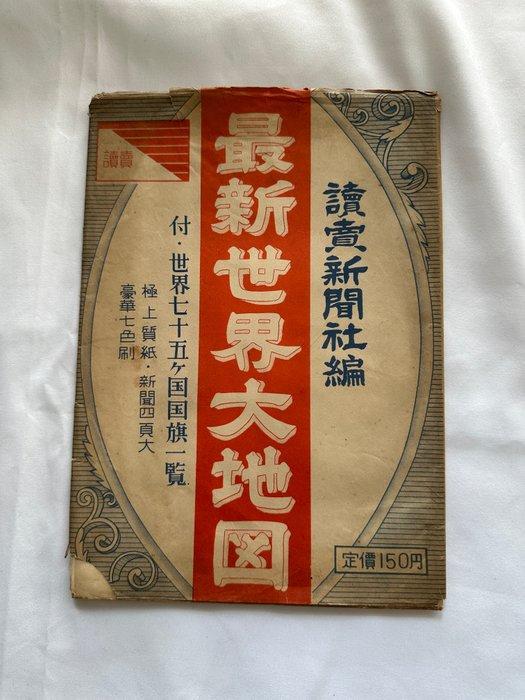 讀賣新聞社編
最新世界大地図
付・世界七十五ヶ国国旗一覧
極上質紙・新聞四頁大
豪華七色刷
讀賣
定價150円